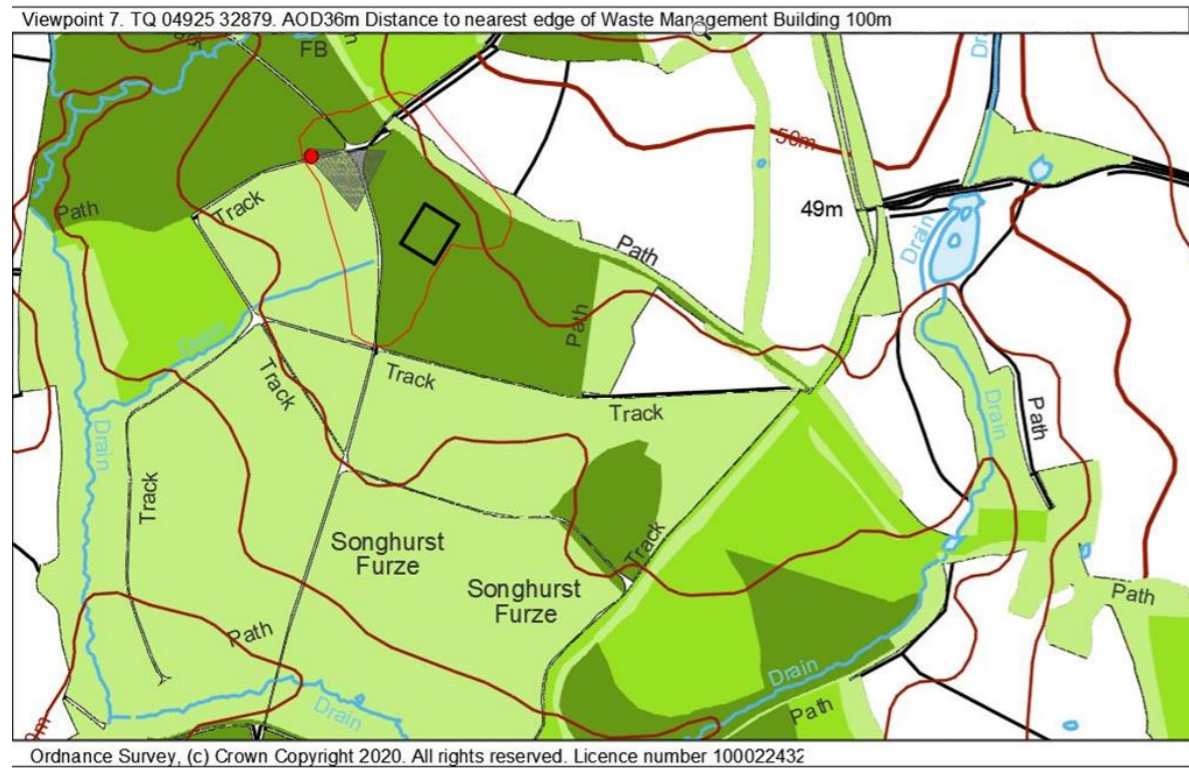 Viewpoint 7. TQ 04925 32879. AOD36m Distance to nearest edge of Waste Management Building 100m
FB
50m
49m
Drain
Path
Track
Path
Path
Drain
Track
Track
Track
Drain
Path
Drain
Track
Songhurst
Furze
Track
Songhurst
Furze
Path
Path
Drain
Drain
Path
Ordnance Survey, (c) Crown Copyright 2020. All rights reserved. Licence number 100022432